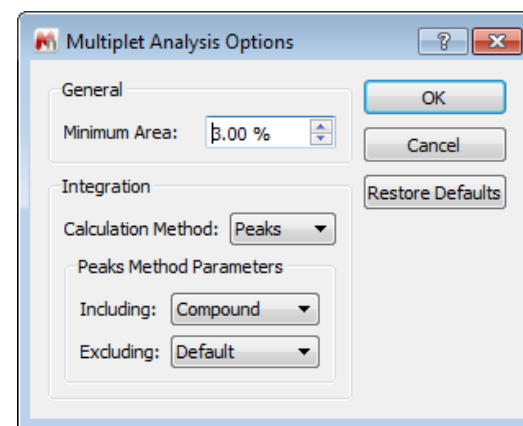 Multiplet Analysis Options
General
Minimum Area: 3.00 %
OK
Cancel
Restore Defaults
Integration
Calculation Method: Peaks
Peaks Method Parameters
Including: Compound
Excluding: Default